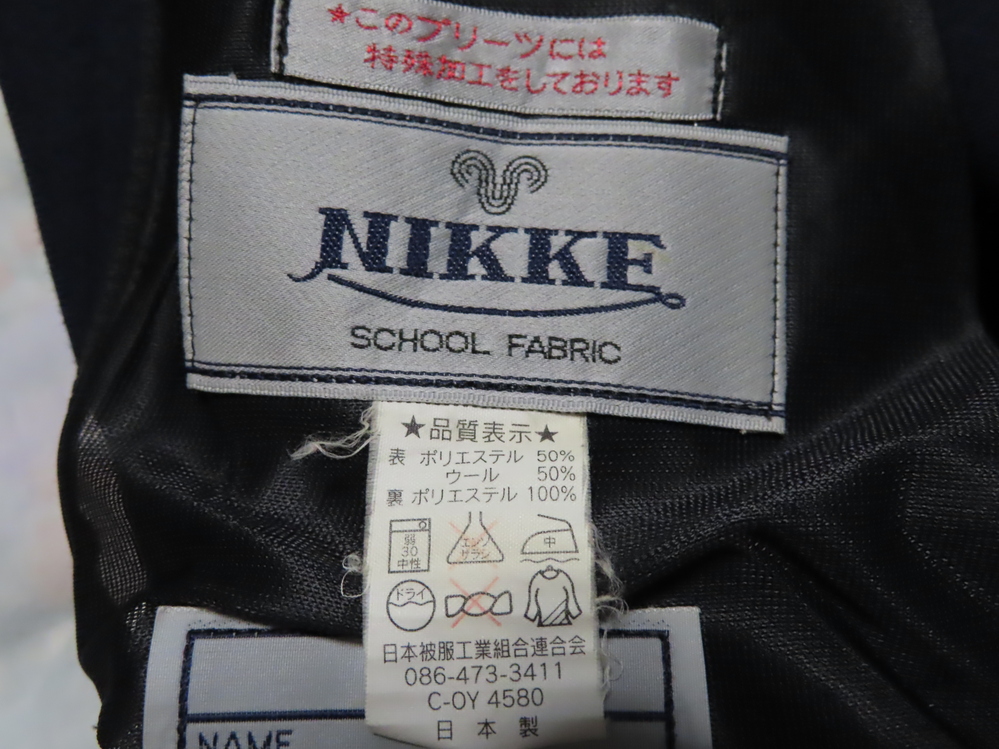 ★このプリーツには
特殊加工をしております
NIKKE
SCHOOL FABRIC
★品質表示★
表 ポリエステル 50%
ウール 50%
裏 ポリエステル 100%
弱
30
中性
エンソ
サラシ
中
ドライ
日本被服工業組合連合会
086-473-3411
C-OY 4580
日本製
NAME